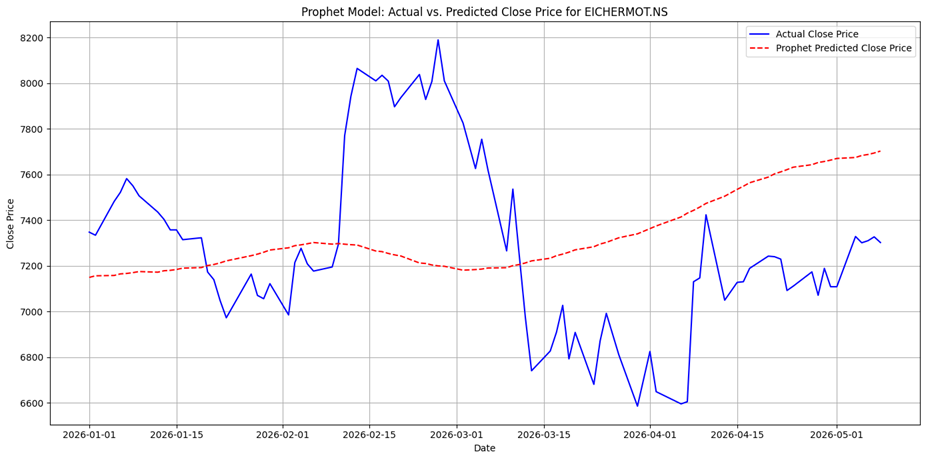 Prophet Model: Actual vs. Predicted Close Price for EICHERMOT.NS
Actual Close Price
Prophet Predicted Close Price
8200
8000
7800
7600
7400
7200
7000
6800
6600
Close Price
2026-01-01 2026-01-15 2026-02-01 2026-02-15 2026-03-01 2026-03-15 2026-04-01 2026-04-15 2026-05-01
Date